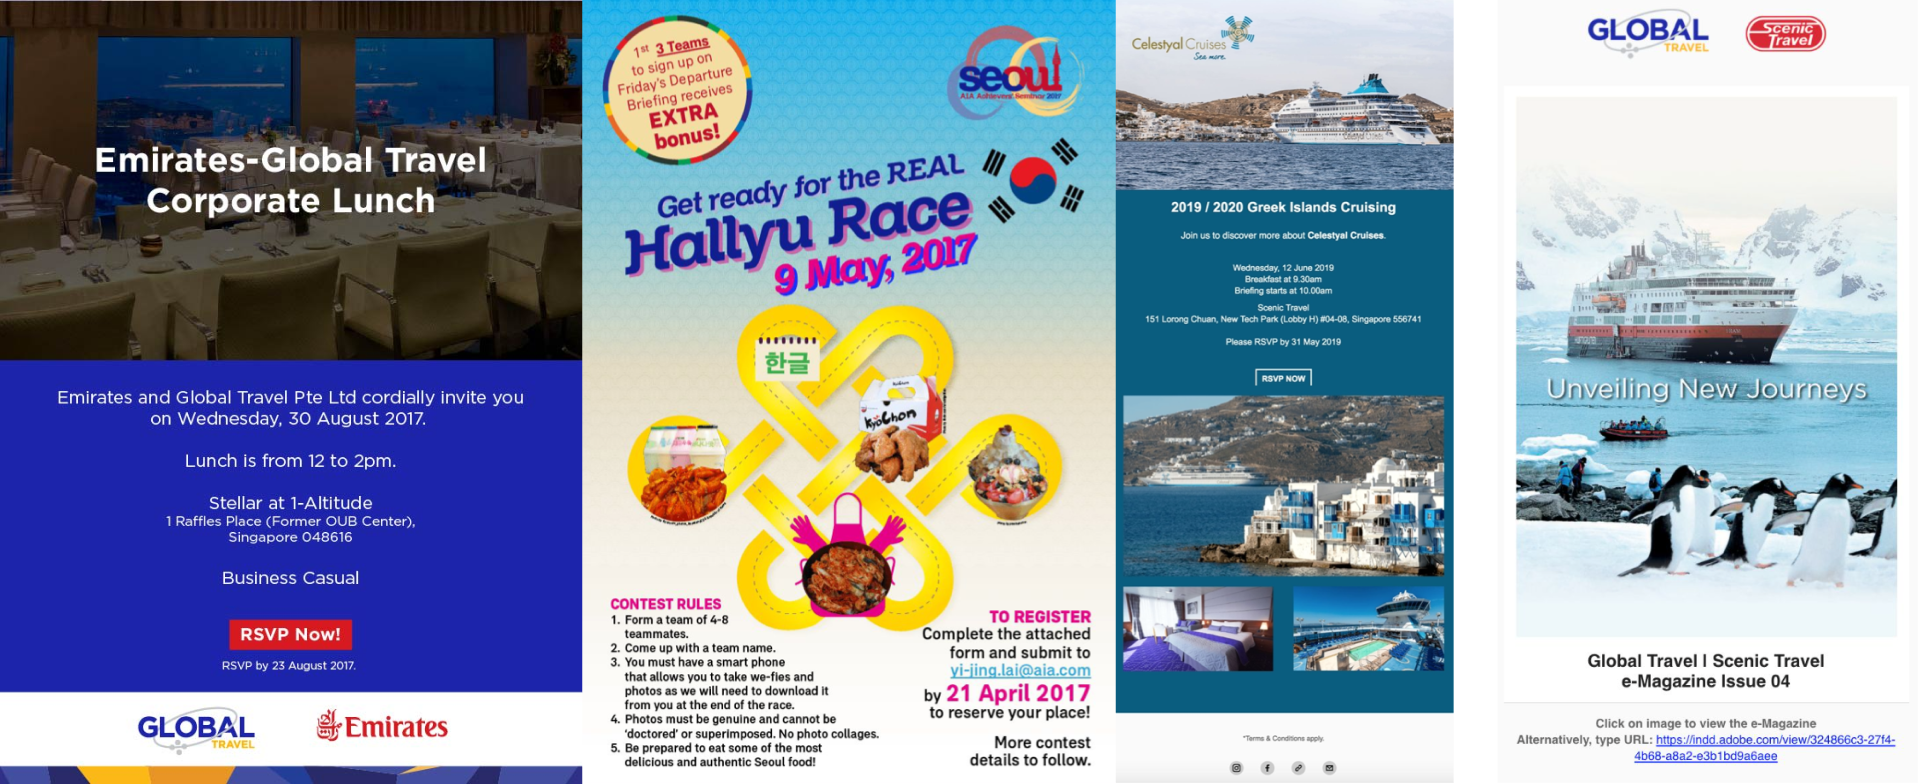 Emirates-Global Travel
Corporate Lunch
Emirates and Global Travel Pte Ltd cordially invite you
on Wednesday, 30 August 2017.
Lunch is from 12 to 2pm.
Stellar at 1-Altitude
1 Raffles Place (Former OUB Center),
Singapore 048616
Business Casual
RSVP Now!
RSVP by 23 August 2017.
GLOBAL
TRAVEL
Emirates
1st 3 Teams
to sign up on
Friday's Departure
Briefing receives
EXTRA
bonus!
seoul
AIA Achievers Seminar 2017
Get ready for the REAL
Hallyu Race
9 May, 2017
한글
KyoChon
CONTEST RULES
1. Form a team of 4-8
teammates.
2. Come up with a team name.
3. You must have a smart phone
that allows you to take we-fies and
photos as we will need to download it
from you at the end of the race.
4. Photos must be genuine and cannot be
'doctored' or superimposed. No photo collages.
5. Be prepared to eat some of the most
delicious and authentic Seoul food!
TO REGISTER
Complete the attached
form and submit to
yi-jing.lai@aia.com
by 21 April 2017
to reserve your place!
More contest
details to follow.
Celestyal Cruises
Sea more.
2019 / 2020 Greek Islands Cruising
Join us to discover more about Celestyal Cruises.
Wednesday, 12 June 2019
Breakfast at 9.30am
Briefing starts at 10.00am
Scenic Travel
151 Lorong Chuan, New Tech Park (Lobby H) #04-08, Singapore 556741
Please RSVP by 31 May 2019
RSVP NOW
*Terms & Conditions apply.
GLOBAL
TRAVEL
Scenic
Travel
Unveiling New Journeys
Global Travel | Scenic Travel
e-Magazine Issue 04
Click on image to view the e-Magazine
Alternatively, type URL: https://indd.adobe.com/view/324866c3-27f4-
4b68-a8a2-e3b1bd9a6aee